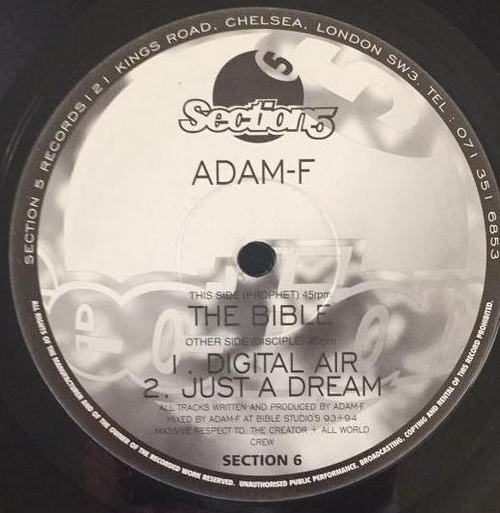 SECTION 5 RECORDS 121 KINGS ROAD, CHELSEA, LONDON SW3. TEL: 071 351 6853
5
Section5
ADAM-F
THIS SIDE (PROPHET) 45rpm
THE BIBLE
OTHER SIDE (DISCIPLE) 45rpm
1. DIGITAL AIR
2. JUST A DREAM
ALL TRACKS WRITTEN AND PRODUCED BY ADAM-F
MIXED BY ADAM-F AT BIBLE STUDIO'S 93+94
MASSIVE RESPECT TO: THE CREATOR + ALL WORLD
CREW
SECTION 6
ALL RIGHTS OF THE MANUFACTURER AND OF THE OWNER OF THE RECORDED WORK RESERVED. UNAUTHORISED PUBLIC PERFORMANCE, BROADCASTING, COPYING AND RENTAL OF THIS RECORD PROHIBITED.